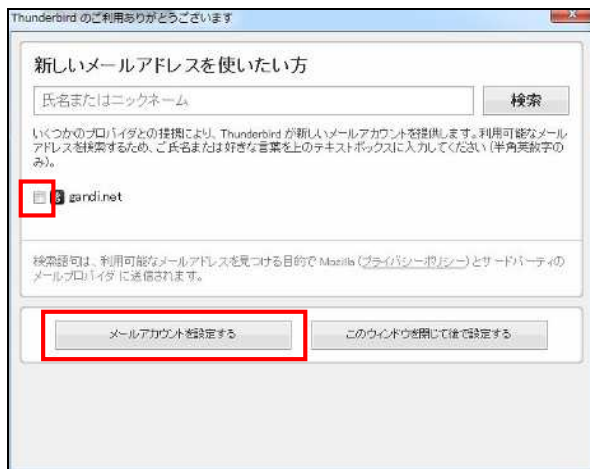 Thunderbird のご利用ありがとうございます
新しいメールアドレスを使いたい方
氏名またはニックネーム
検索
いくつかのプロバイダとの提携により、Thunderbird が新しいメールアカウントを提供します。利用可能なメール
アドレスを検索するため、ご氏名または好きな言葉を上のテキストボックスに入力してください (半角英数字の
み)。
gandi.net
検索語句は、利用可能なメールアドレスを見つける目的で Mozilla (プライバシーポリシー) とサードパーティの
メールプロバイダ に送信されます。
メールアカウントを設定する
このウィンドウを閉じて後で設定する